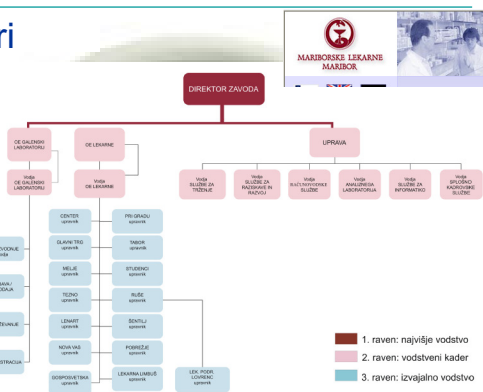 ri
MARIBORSKE LEKARNE
MARIBOR
DIREKTOR ZAVODA
OE GALENSKI
LABORATORIJ
OE LEKARNE
UPRAVA
Vodja
OE GALENSKI
LABORATORIJ
Vodja
OE LEKARNE
Vodja
SLUŽBE ZA
TRŽENJE
Vodja
SLUŽBE ZA
RAZISKAVE IN
RAZVOJ
Vodja
RAČUNOVODSKE
SLUŽBE
Vodja
ANALIZNEGA
LABORATORIJA
Vodja
SLUŽBE ZA
INFORMATIKO
Vodja
SPLOŠNO
KADROVSKE
SLUŽBE
CENTER
upravnik
PRI GRADU
upravnik
GLAVNI TRG
upravnik
TABOR
upravnik
MELJE
upravnik
STUDENCI
upravnik
TEZNO
upravnik
RUŠE
upravnik
LENART
upravnik
ŠENTILJ
upravnik
NOVA VAS
upravnik
POBREŽJE
upravnik
GOSPOSVETSKA
upravnik
LEKARNA LIMBUŠ
upravnik
LEK. PODR.
LOVRENC
upravnik
1. raven: najvišje vodstvo
2. raven: vodstveni kader
3. raven: izvajalno vodstvo